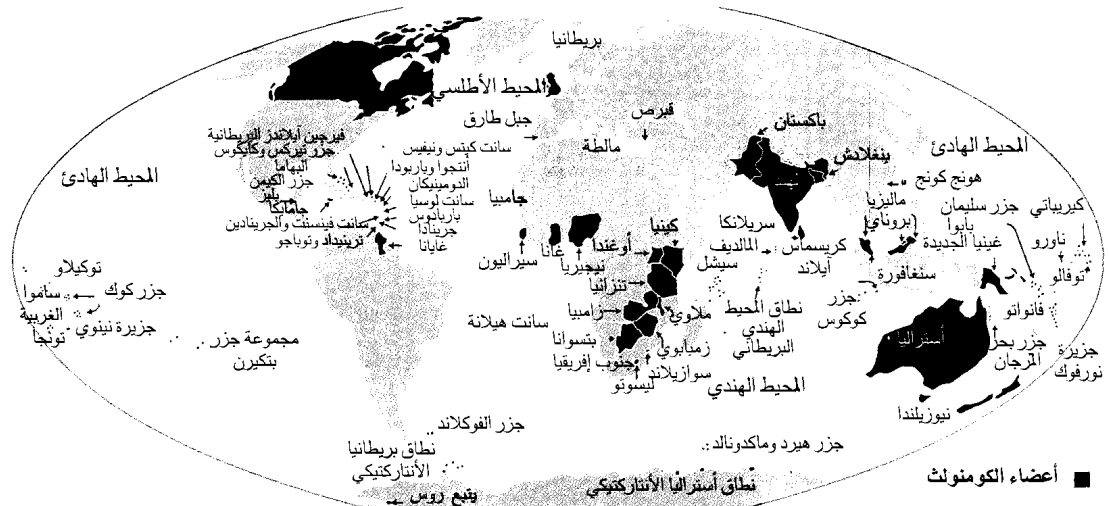 بريطانيا
المحيط الأطلسي
جبل طارق
قبرص
مالطة
باكستان
بنغلادش
المحيط الهادئ
هونج كونج
ماليزيا
بروناي
جزر سليمان
بابوا
غينيا الجديدة
كيريباتي
ناورو
توفالو
فيرجين أيلاندز البريطانية
جزر تيركس وكايكوس
البهاما
جزر الكيمن
بليز
جامايكا
سانت فينسنت والجرينادين
ترينيداد وتوباجو
سانت كيتس ونيفيس
أنتجوا وباربودا
الدومينيكان
سانت لوسيا
باربادوس
جرينادا
غايانا
المحيط الهادئ
جامبيا
سيراليون
غانا
نيجيريا
أوغندا
كينيا
تنزانيا
زامبيا
ملاوي
بتسوانا
زمبابوي
جنوب إفريقيا
سوازيلاند
ليسوتو
سانت هيلانة
سيشل
المالديف
سريلانكا
كريسماس
آيلاند
سنغافورة
جزر
كوكوس
نطاق المحيط
الهندي
البريطاني
المحيط الهندي
أستراليا
فانواتو
جزر بحر
المرجان
جزيرة
نورفوك
نيوزيلندا
توكيلاو
ساموا
الغربية
تونجا
جزر كوك
جزيرة نينوي
مجموعة جزر
بتكيرن
جزر الفوكلاند
نطاق بريطانيا
الأنتاركتيكي
يتبع روس
جزر هيرد وماكدونالد
نطاق أستراليا الأنتاركتيكي
أعضاء الكومنولث